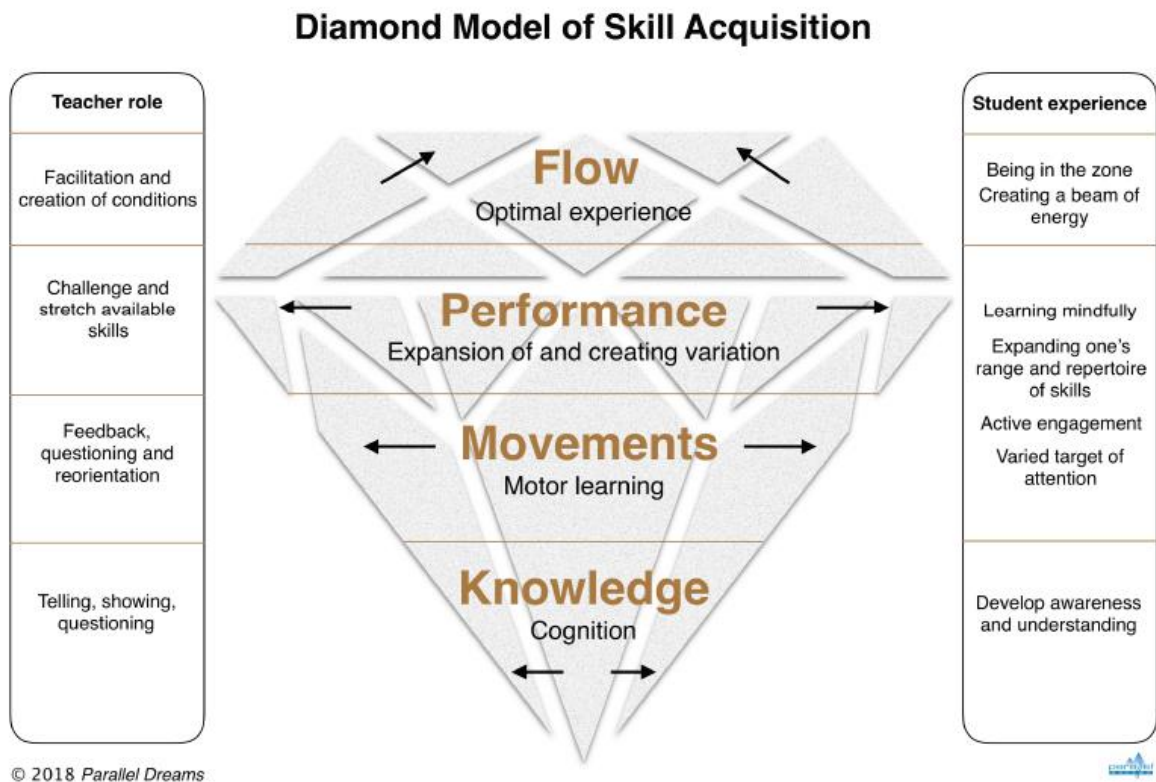 Diamond Model of Skill Acquisition
Teacher role
Facilitation and
creation of conditions
Challenge and
stretch available
skills
Feedback,
questioning and
reorientation
Telling, showing,
questioning
Flow
Optimal experience
Performance
Expansion of and creating variation
Movements
Motor learning
Knowledge
Cognition
Student experience
Being in the zone
Creating a beam of
energy
Learning mindfully
Expanding one's
range and repertoire
of skills
Active engagement
Varied target of
attention
Develop awareness
and understanding
© 2018 Parallel Dreams